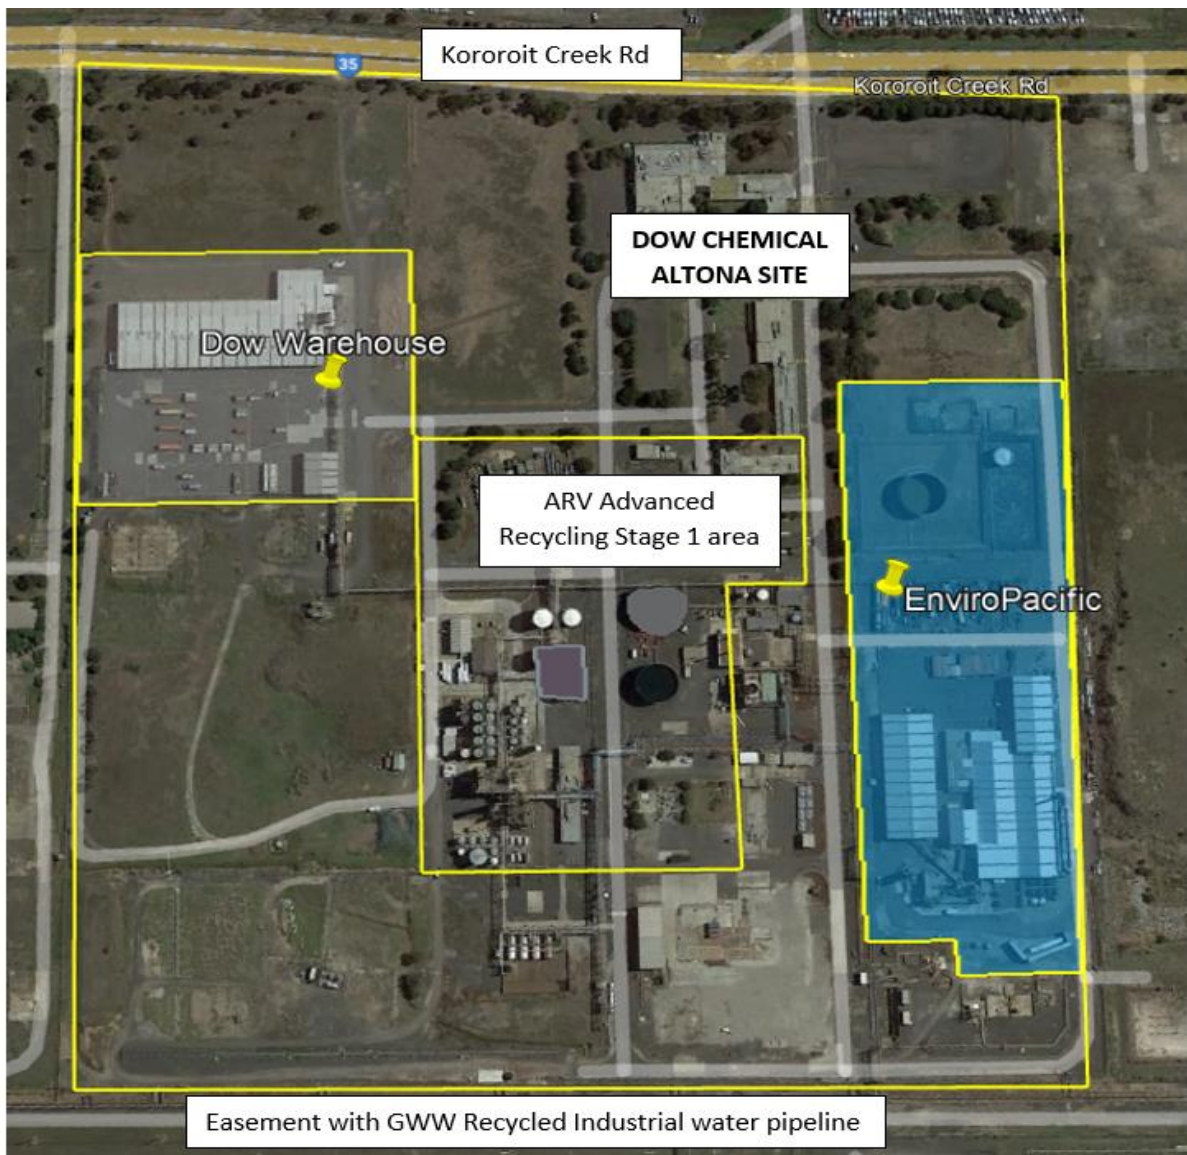 Kororoit Creek Rd
35
Kororoit Creek Rd
DOW CHEMICAL
ALTONA SITE
Dow Warehouse
ARV Advanced
Recycling Stage 1 area
EnviroPacific
Easement with GWW Recycled Industrial water pipeline